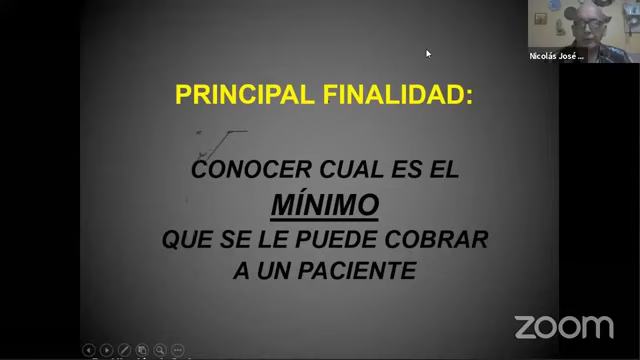 Nicolás José ...
PRINCIPAL FINALIDAD:
CONOCER CUAL ES EL
MÍNIMO
QUE SE LE PUEDE COBRAR
A UN PACIENTE
zoom